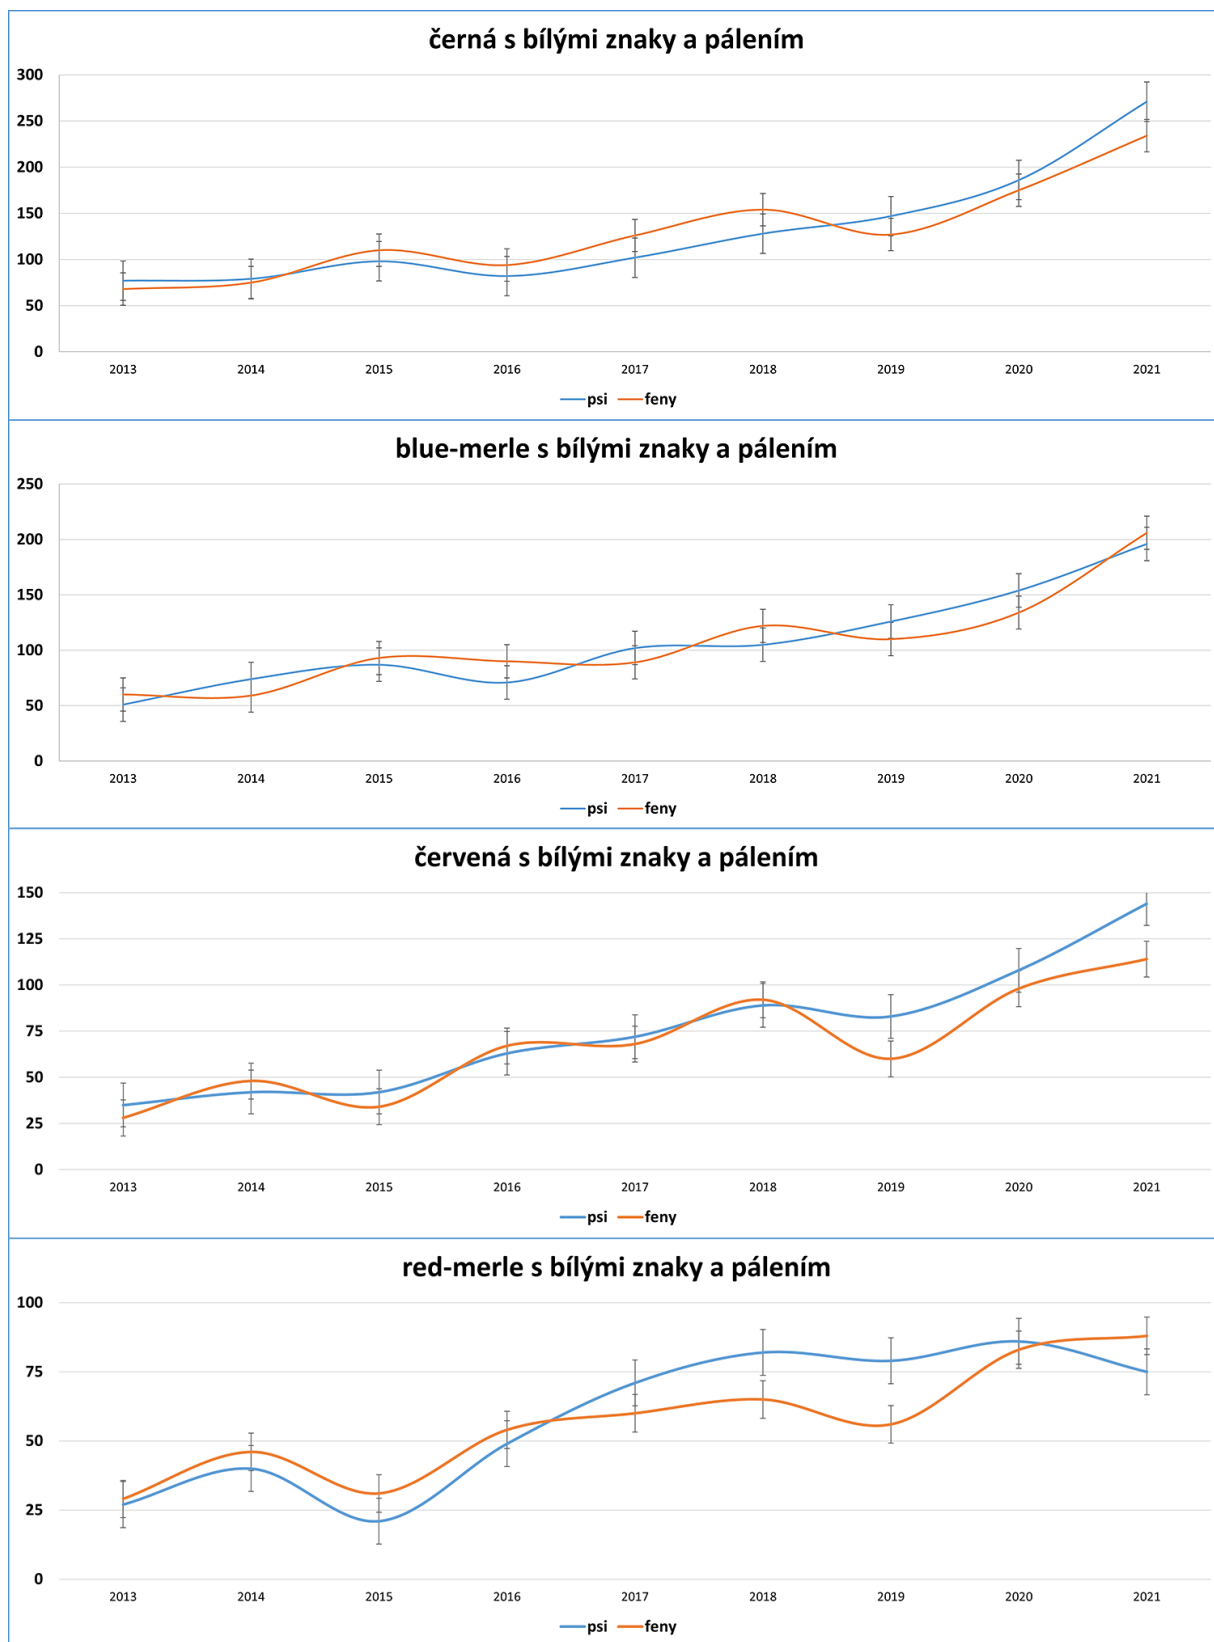 černá s bílými znaky a pálením
300
250
200
150
100
50
0
2013 2014 2015 2016 2017 2018 2019 2020 2021
psi feny
blue-merle s bílými znaky a pálením
250
200
150
100
50
0
2013 2014 2015 2016 2017 2018 2019 2020 2021
psi feny
červená s bílými znaky a pálením
150
125
100
75
50
25
0
2013 2014 2015 2016 2017 2018 2019 2020 2021
psi feny
red-merle s bílými znaky a pálením
100
75
50
25
0
2013 2014 2015 2016 2017 2018 2019 2020 2021
psi feny